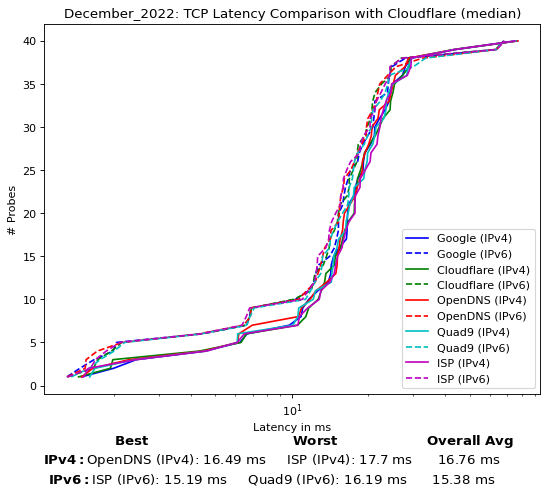 December_2022: TCP Latency Comparison with Cloudflare (median)
40
35
30
25
20
15
10
5
0
# Probes
Google (IPv4)
Google (IPv6)
Cloudflare (IPv4)
Cloudflare (IPv6)
OpenDNS (IPv4)
OpenDNS (IPv6)
Quad9 (IPv4)
Quad9 (IPv6)
ISP (IPv4)
ISP (IPv6)
10¹
Latency in ms
Best Worst Overall Avg
IPv4: OpenDNS (IPv4): 16.49 ms ISP (IPv4): 17.7 ms 16.76 ms
IPv6: ISP (IPv6): 15.19 ms Quad9 (IPv6): 16.19 ms 15.38 ms